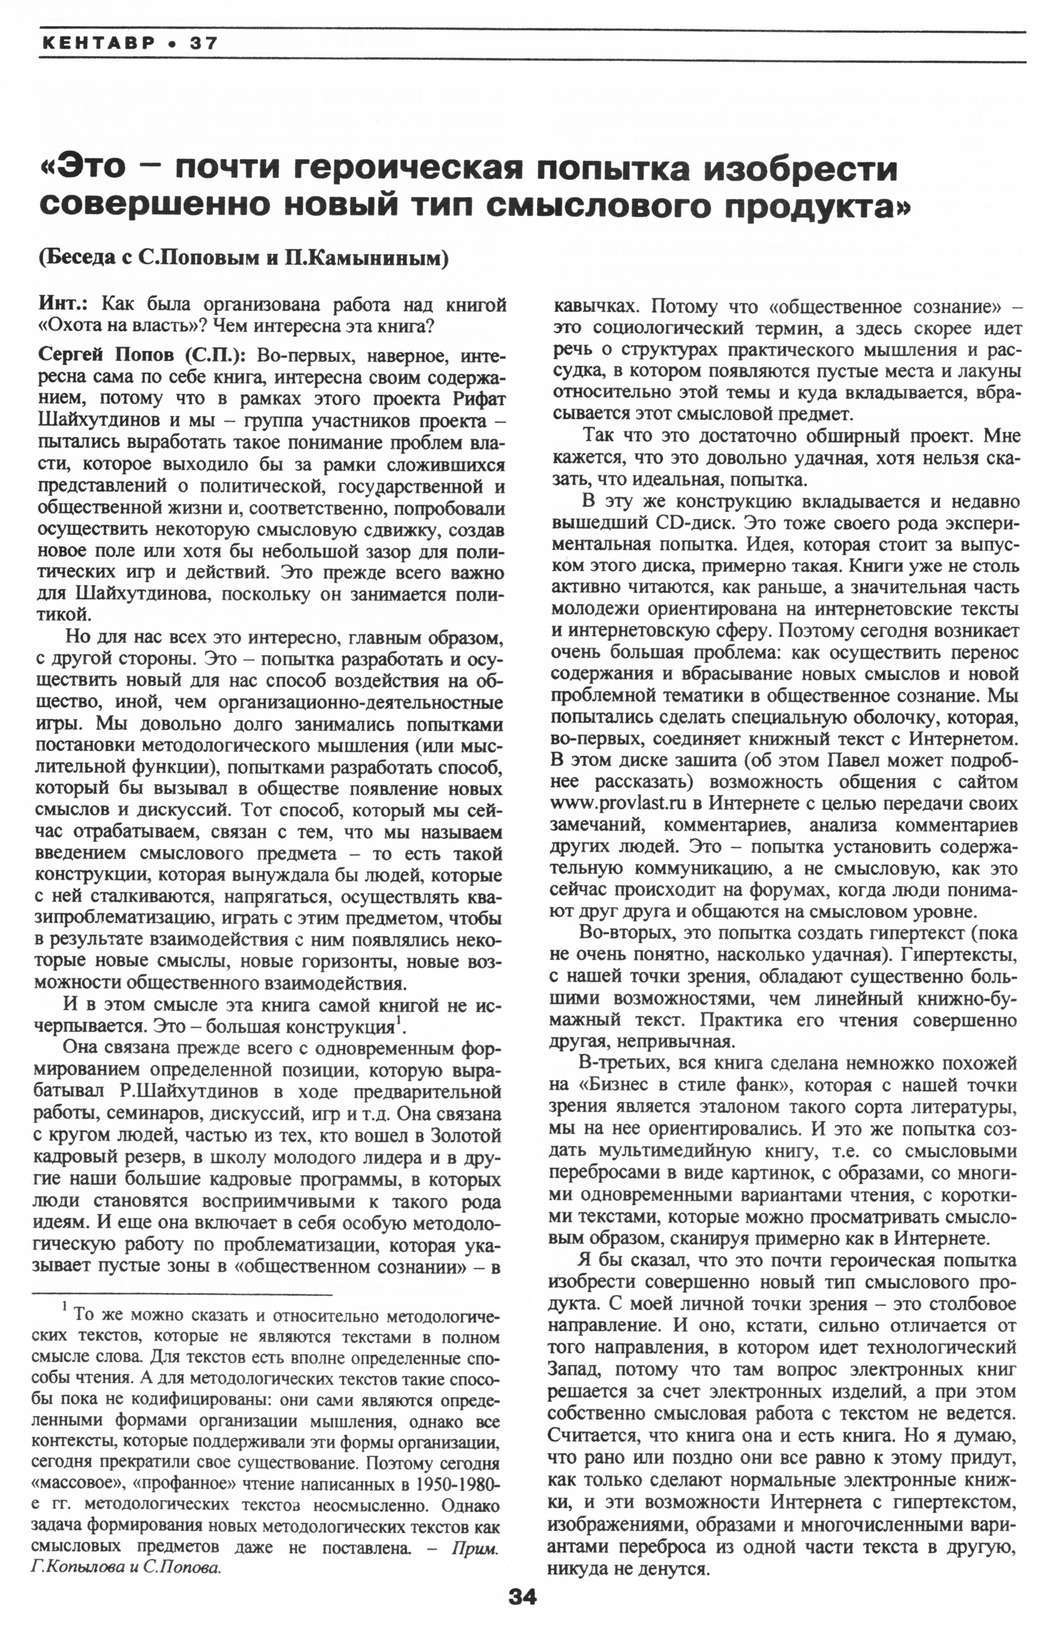 КЕНТАВР • 37
«Это – почти героическая попытка изобрести
совершенно новый тип смыслового продукта»
(Беседа с С.Поповым и П.Камыниным)
Инт.: Как была организована работа над книгой
«Охота на власть»? Чем интересна эта книга?
Сергей Попов (С.П.): Во-первых, наверное, инте-
ресна сама по себе книга, интересна своим содержа-
нием, потому что в рамках этого проекта Рифат
Шайхутдинов и мы – группа участников проекта –
пытались выработать такое понимание проблем вла-
сти, которое выходило бы за рамки сложившихся
представлений о политической, государственной и
общественной жизни и, соответственно, попробовали
осуществить некоторую смысловую сдвижку, создав
новое поле или хотя бы небольшой зазор для поли-
тических игр и действий. Это прежде всего важно
для Шайхутдинова, поскольку он занимается поли-
тикой.
Но для нас всех это интересно, главным образом,
с другой стороны. Это – попытка разработать и осу-
ществить новый для нас способ воздействия на об-
щество, иной, чем организационно-деятельностные
игры. Мы довольно долго занимались попытками
постановки методологического мышления (или мыс-
лительной функции), попытками разработать способ,
который бы вызывал в обществе появление новых
смыслов и дискуссий. Тот способ, который мы сей-
час отрабатываем, связан с тем, что мы называем
введением смыслового предмета – то есть такой
конструкции, которая вынуждала бы людей, которые
с ней сталкиваются, напрягаться, осуществлять ква-
зипроблематизацию, играть с этим предметом, чтобы
в результате взаимодействия с ним появлялись неко-
торые новые смыслы, новые горизонты, новые воз-
можности общественного взаимодействия.
И в этом смысле эта книга самой книгой не ис-
черпывается. Это – большая конструкция¹.
Она связана прежде всего с одновременным фор-
мированием определенной позиции, которую выра-
батывал Р.Шайхутдинов в ходе предварительной
работы, семинаров, дискуссий, игр и т.д. Она связана
с кругом людей, частью из тех, кто вошел в Золотой
кадровый резерв, в школу молодого лидера и в дру-
гие наши большие кадровые программы, в которых
люди становятся восприимчивыми к такого рода
идеям. И еще она включает в себя особую методоло-
гическую работу по проблематизации, которая ука-
зывает пустые зоны в «общественном сознании» – в
¹ То же можно сказать и относительно методологиче-
ских текстов, которые не являются текстами в полном
смысле слова. Для текстов есть вполне определенные спо-
собы чтения. А для методологических текстов такие спосо-
бы пока не кодифицированы: они сами являются опреде-
ленными формами организации мышления, однако все
контексты, которые поддерживали эти формы организации,
сегодня прекратили свое существование. Поэтому сегодня
«массовое», «профанное» чтение написанных в 1950-1980-
е гг. методологических текстов неосмысленно. Однако
задача формирования новых методологических текстов как
смысловых предметов даже не поставлена. – Прим.
Г.Копылова и С.Попова.
кавычках. Потому что «общественное сознание» –
это социологический термин, а здесь скорее идет
речь о структурах практического мышления и рас-
судка, в котором появляются пустые места и лакуны
относительно этой темы и куда вкладывается, вбра-
сывается этот смысловой предмет.
Так что это достаточно обширный проект. Мне
кажется, что это довольно удачная, хотя нельзя ска-
зать, что идеальная, попытка.
В эту же конструкцию вкладывается и недавно
вышедший CD-диск. Это тоже своего рода экспери-
ментальная попытка. Идея, которая стоит за выпус-
ком этого диска, примерно такая. Книги уже не столь
активно читаются, как раньше, а значительная часть
молодежи ориентирована на интернетовские тексты
и интернетовскую сферу. Поэтому сегодня возникает
очень большая проблема: как осуществить перенос
содержания и вбрасывание новых смыслов и новой
проблемной тематики в общественное сознание. Мы
попытались сделать специальную оболочку, которая,
во-первых, соединяет книжный текст с Интернетом.
В этом диске зашита (об этом Павел может подроб-
нее рассказать) возможность общения с сайтом
www.provlast.ru в Интернете с целью передачи своих
замечаний, комментариев, анализа комментариев
других людей. Это – попытка установить содержа-
тельную коммуникацию, а не смысловую, как это
сейчас происходит на форумах, когда люди понима-
ют друг друга и общаются на смысловом уровне.
Во-вторых, это попытка создать гипертекст (пока
не очень понятно, насколько удачная). Гипертексты,
с нашей точки зрения, обладают существенно боль-
шими возможностями, чем линейный книжно-бу-
мажный текст. Практика его чтения совершенно
другая, непривычная.
В-третьих, вся книга сделана немножко похожей
на «Бизнес в стиле фанк», которая с нашей точки
зрения является эталоном такого сорта литературы,
мы на нее ориентировались. И это же попытка соз-
дать мультимедийную книгу, т.е. со смысловыми
перебросами в виде картинок, с образами, со многи-
ми одновременными вариантами чтения, с коротки-
ми текстами, которые можно просматривать смысло-
вым образом, сканируя примерно как в Интернете.
Я бы сказал, что это почти героическая попытка
изобрести совершенно новый тип смыслового про-
дукта. С моей личной точки зрения – это столбовое
направление. И оно, кстати, сильно отличается от
того направления, в котором идет технологический
Запад, потому что там вопрос электронных книг
решается за счет электронных изделий, а при этом
собственно смысловая работа с текстом не ведется.
Считается, что книга она и есть книга. Но я думаю,
что рано или поздно они все равно к этому придут,
как только сделают нормальные электронные книж-
ки, и эти возможности Интернета с гипертекстом,
изображениями, образами и многочисленными вари-
антами переброса из одной части текста в другую,
никуда не денутся.
34